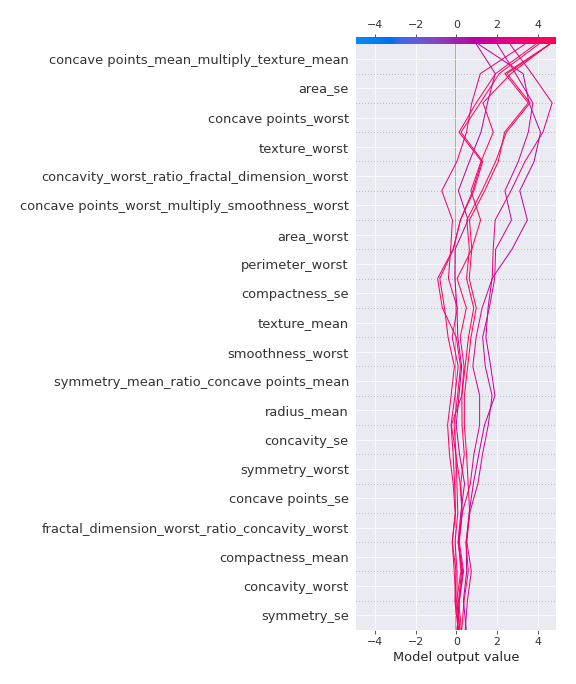 −4 −2 0 2 4
concave points_mean_multiply_texture_mean
area_se
concave points_worst
texture_worst
concavity_worst_ratio_fractal_dimension_worst
concave points_worst_multiply_smoothness_worst
area_worst
perimeter_worst
compactness_se
texture_mean
smoothness_worst
symmetry_mean_ratio_concave points_mean
radius_mean
concavity_se
symmetry_worst
concave points_se
fractal_dimension_worst_ratio_concavity_worst
compactness_mean
concavity_worst
symmetry_se
−4 −2 0 2 4
Model output value